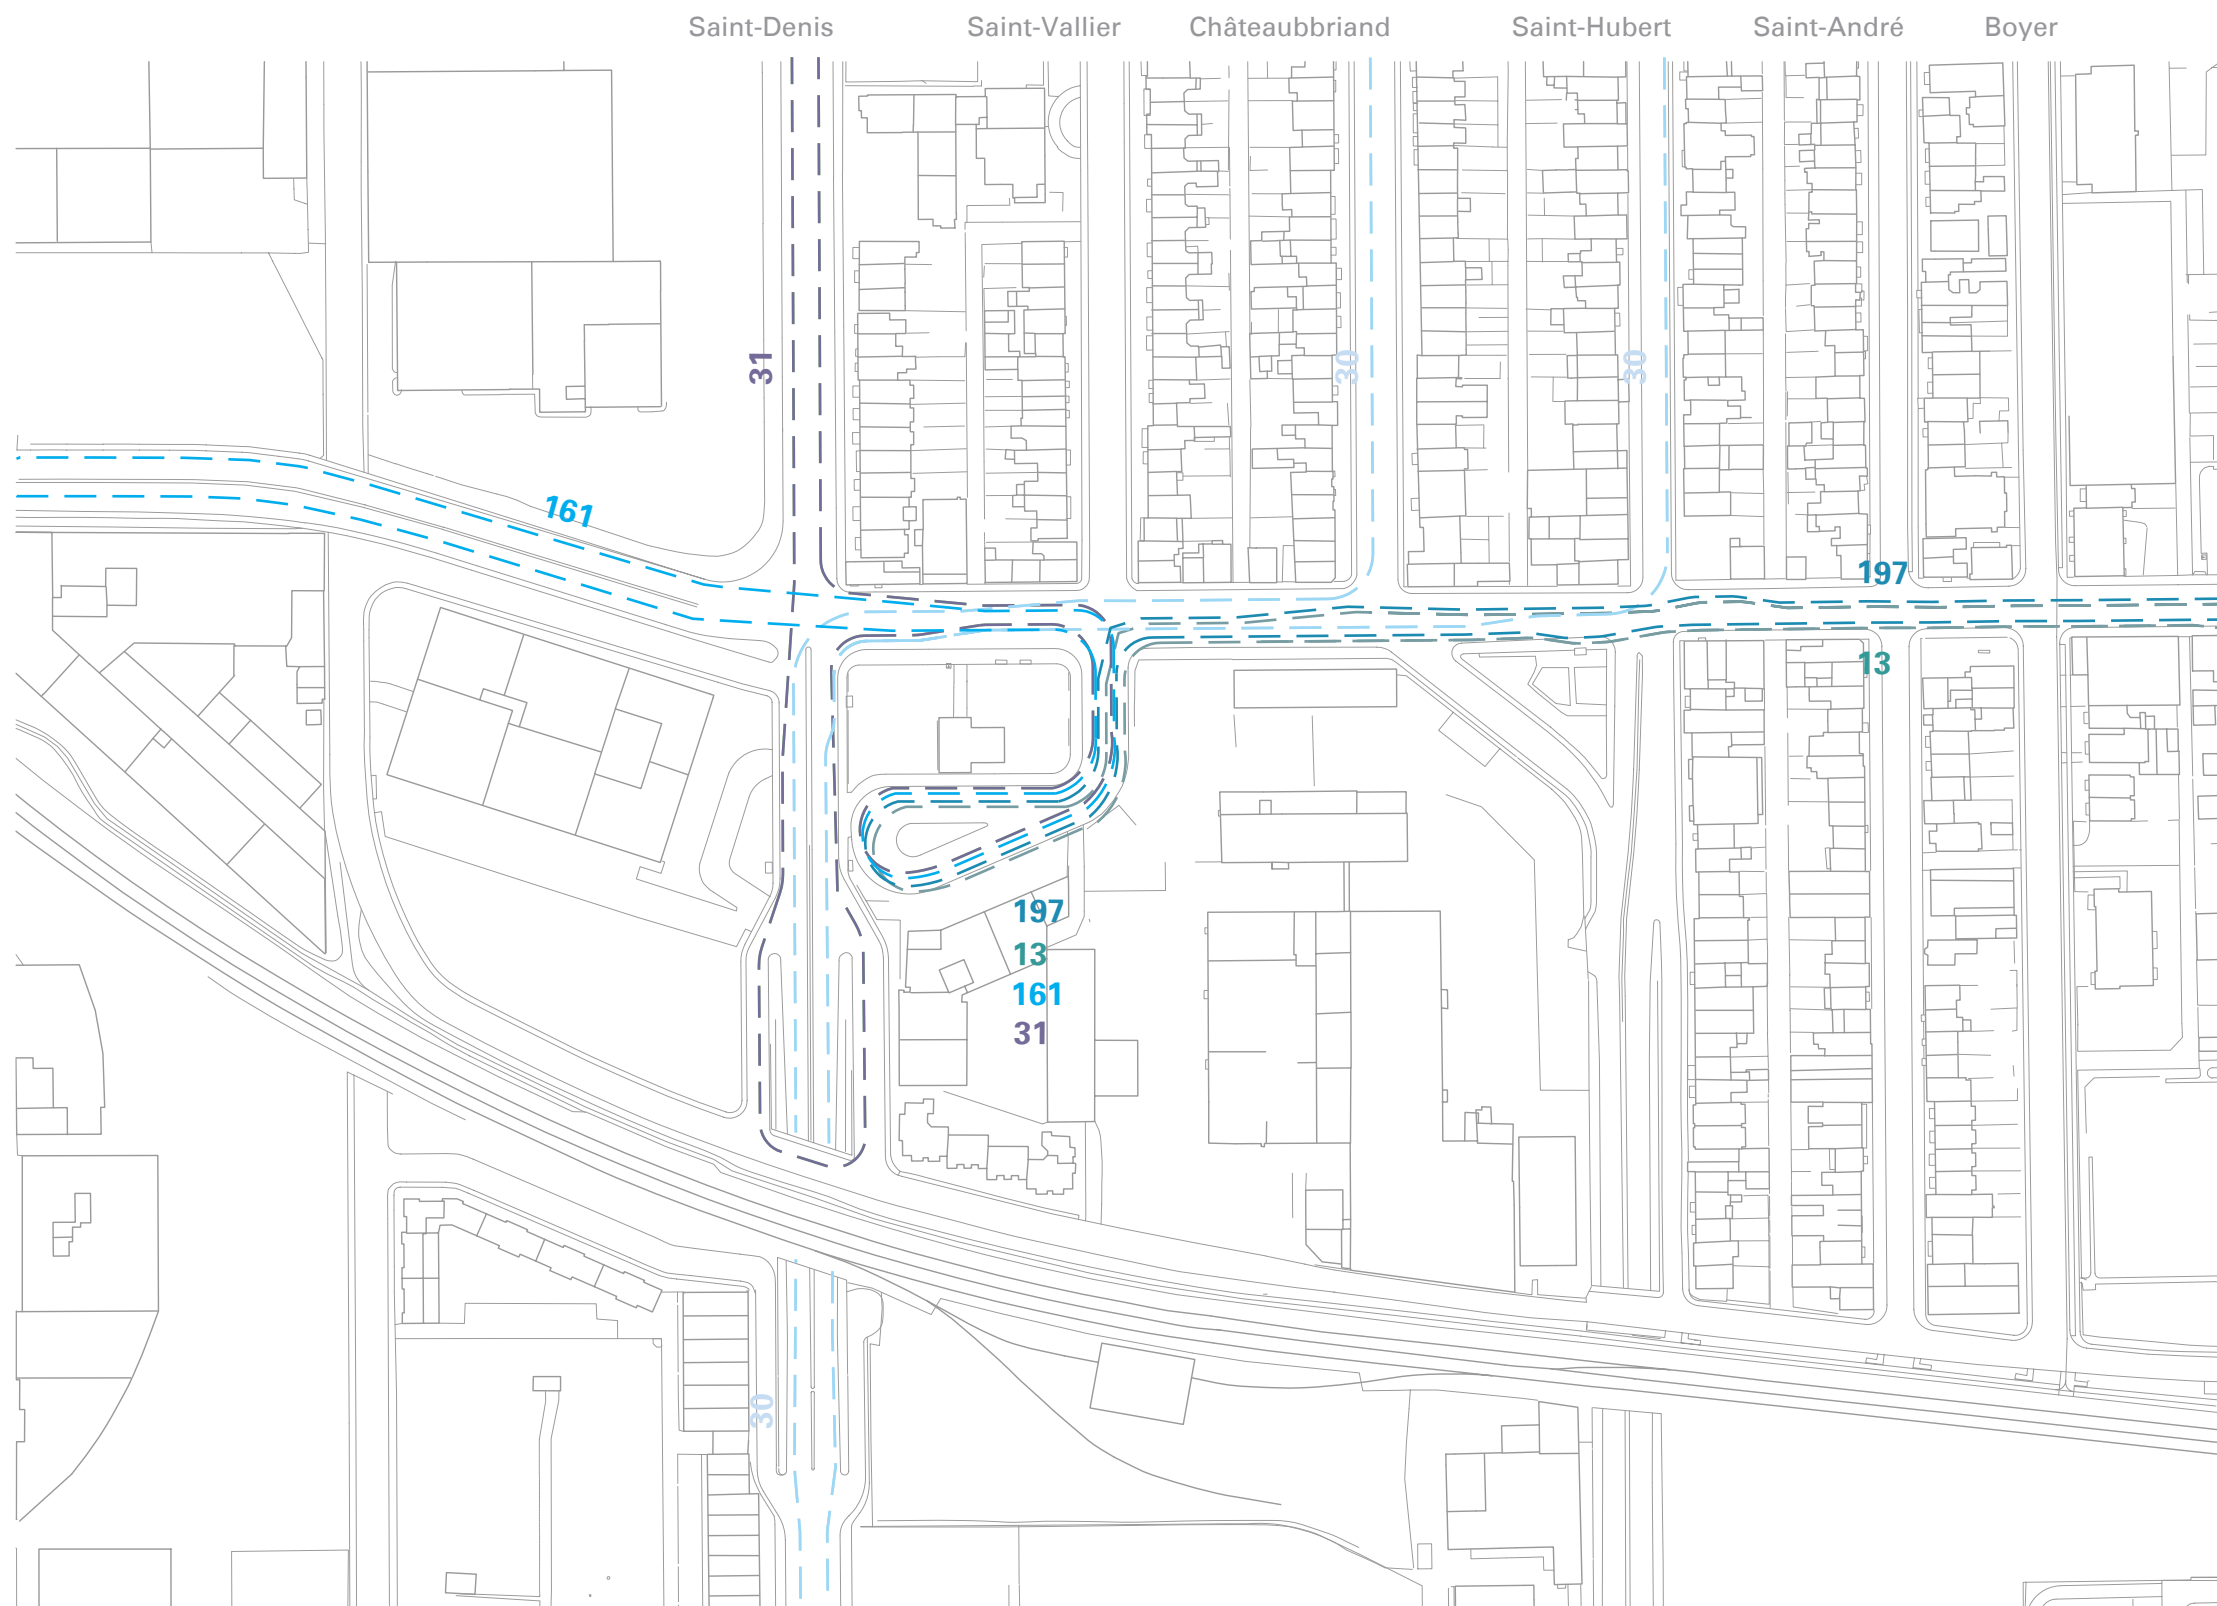 Saint-Denis
Saint-Vallier
Châteaubbriand
Saint-Hubert
Saint-André
Boyer
31
30
30
161
197
13
197
13
161
31
30